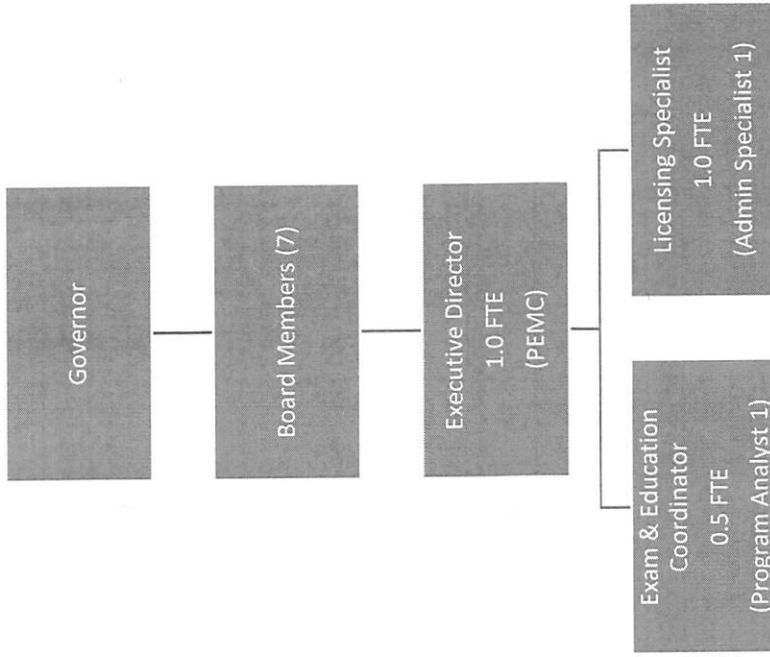 Governor
Board Members (7)
Executive Director
1.0 FTE
(PEMC)
Exam & Education
Coordinator
0.5 FTE
(Program Analyst 1)
Licensing Specialist
1.0 FTE
(Admin Specialist 1)